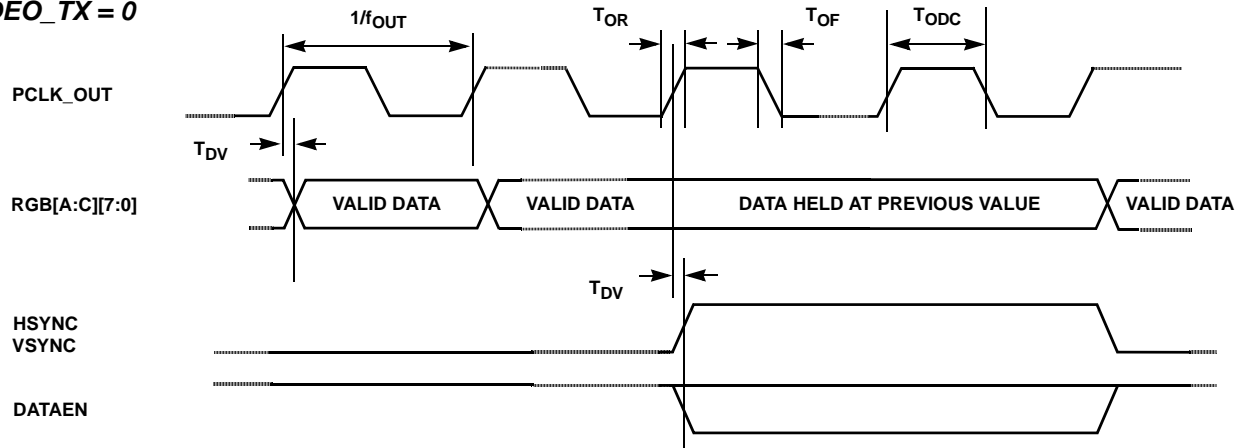 DEO_TX = 0
1/fOUT
TOR
TOF
TODC
PCLK_OUT
TDV
RGB[A:C][7:0]
VALID DATA
VALID DATA
DATA HELD AT PREVIOUS VALUE
VALID DATA
TDV
HSYNC
VSYNC
DATAEN